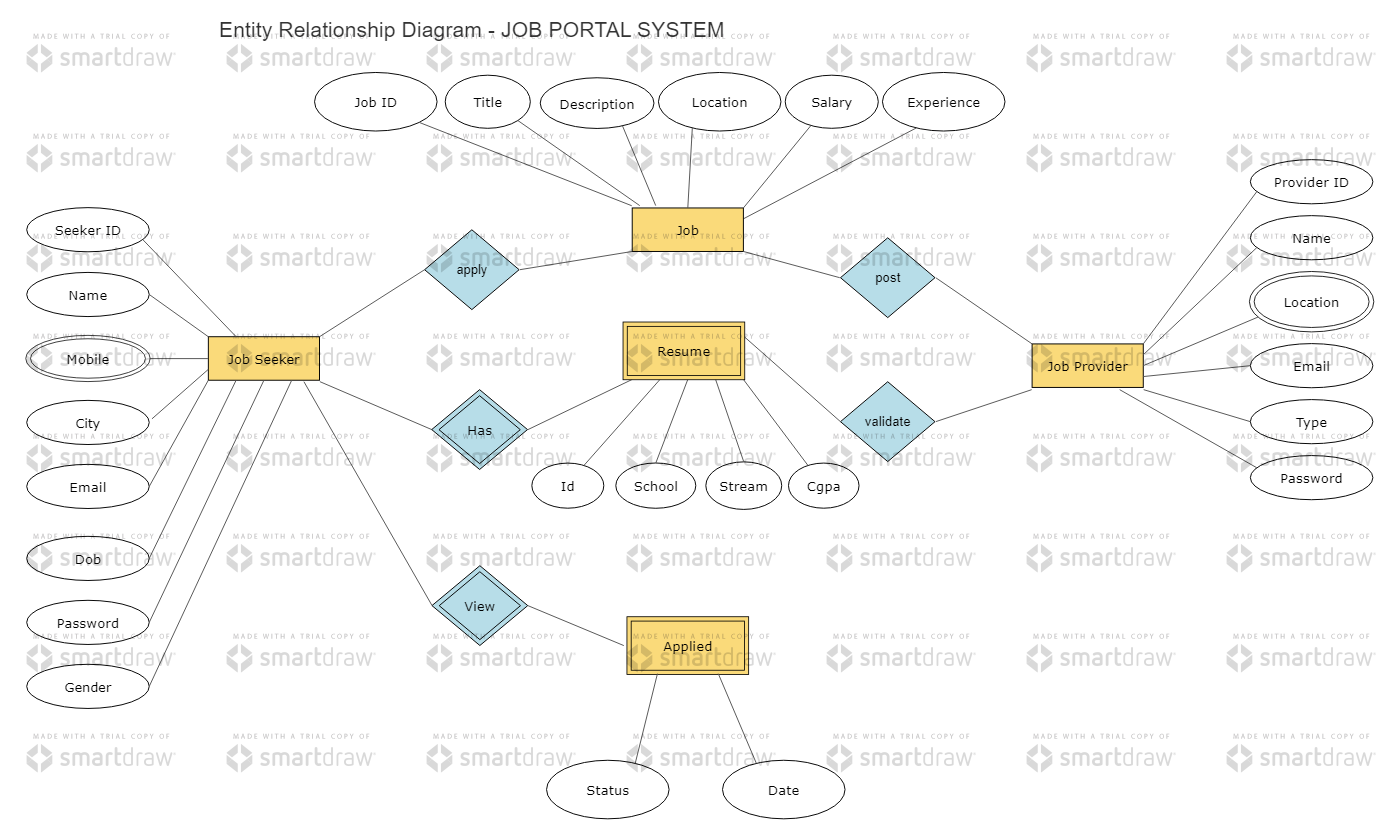 Entity Relationship Diagram - JOB PORTAL SYSTEM
MADE WITH A TRIAL COPY OF
smartdraw
Job ID
Title
Description
Location
Salary
Experience
Provider ID
Seeker ID
Job
Name
apply
post
Name
Location
Mobile
Job Seeker
Resume
Job Provider
Email
City
Has
validate
Type
Email
Id
School
Stream
Cgpa
Password
Dob
View
Password
Applied
Gender
Status
Date